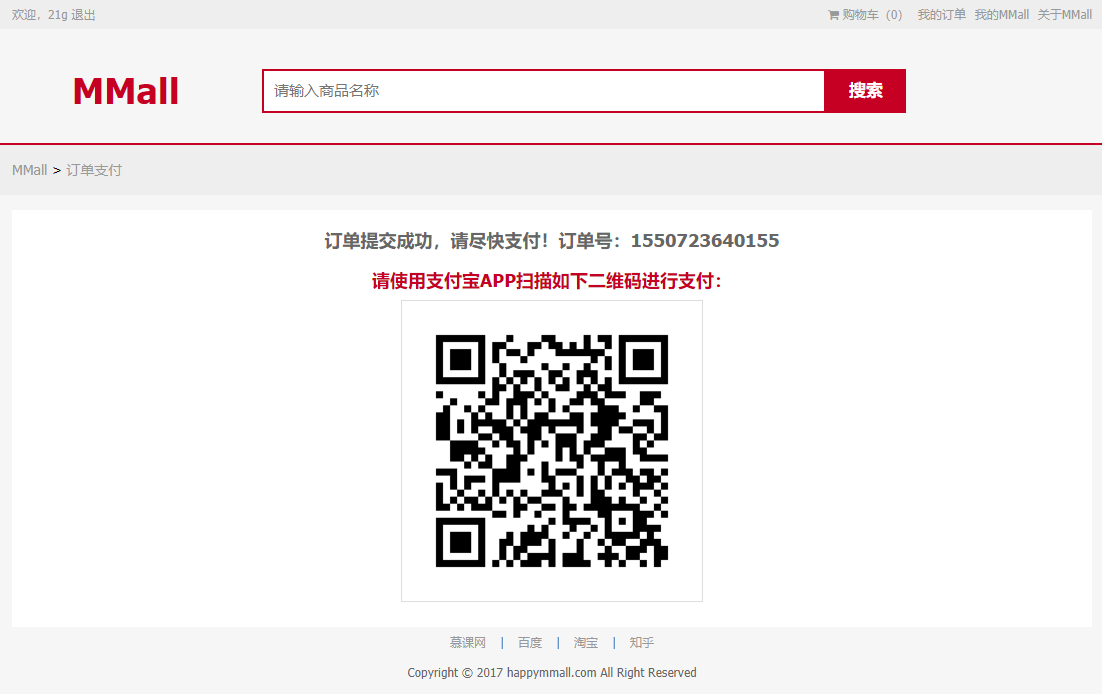 欢迎，21g 退出 购物车（0） 我的订单 我的MMall 关于MMall
MMall 请输入商品名称 搜索
MMall > 订单支付
订单提交成功，请尽快支付！订单号：1550723640155
请使用支付宝APP扫描如下二维码进行支付：
慕课网 | 百度 | 淘宝 | 知乎
Copyright © 2017 happymmall.com All Right Reserved